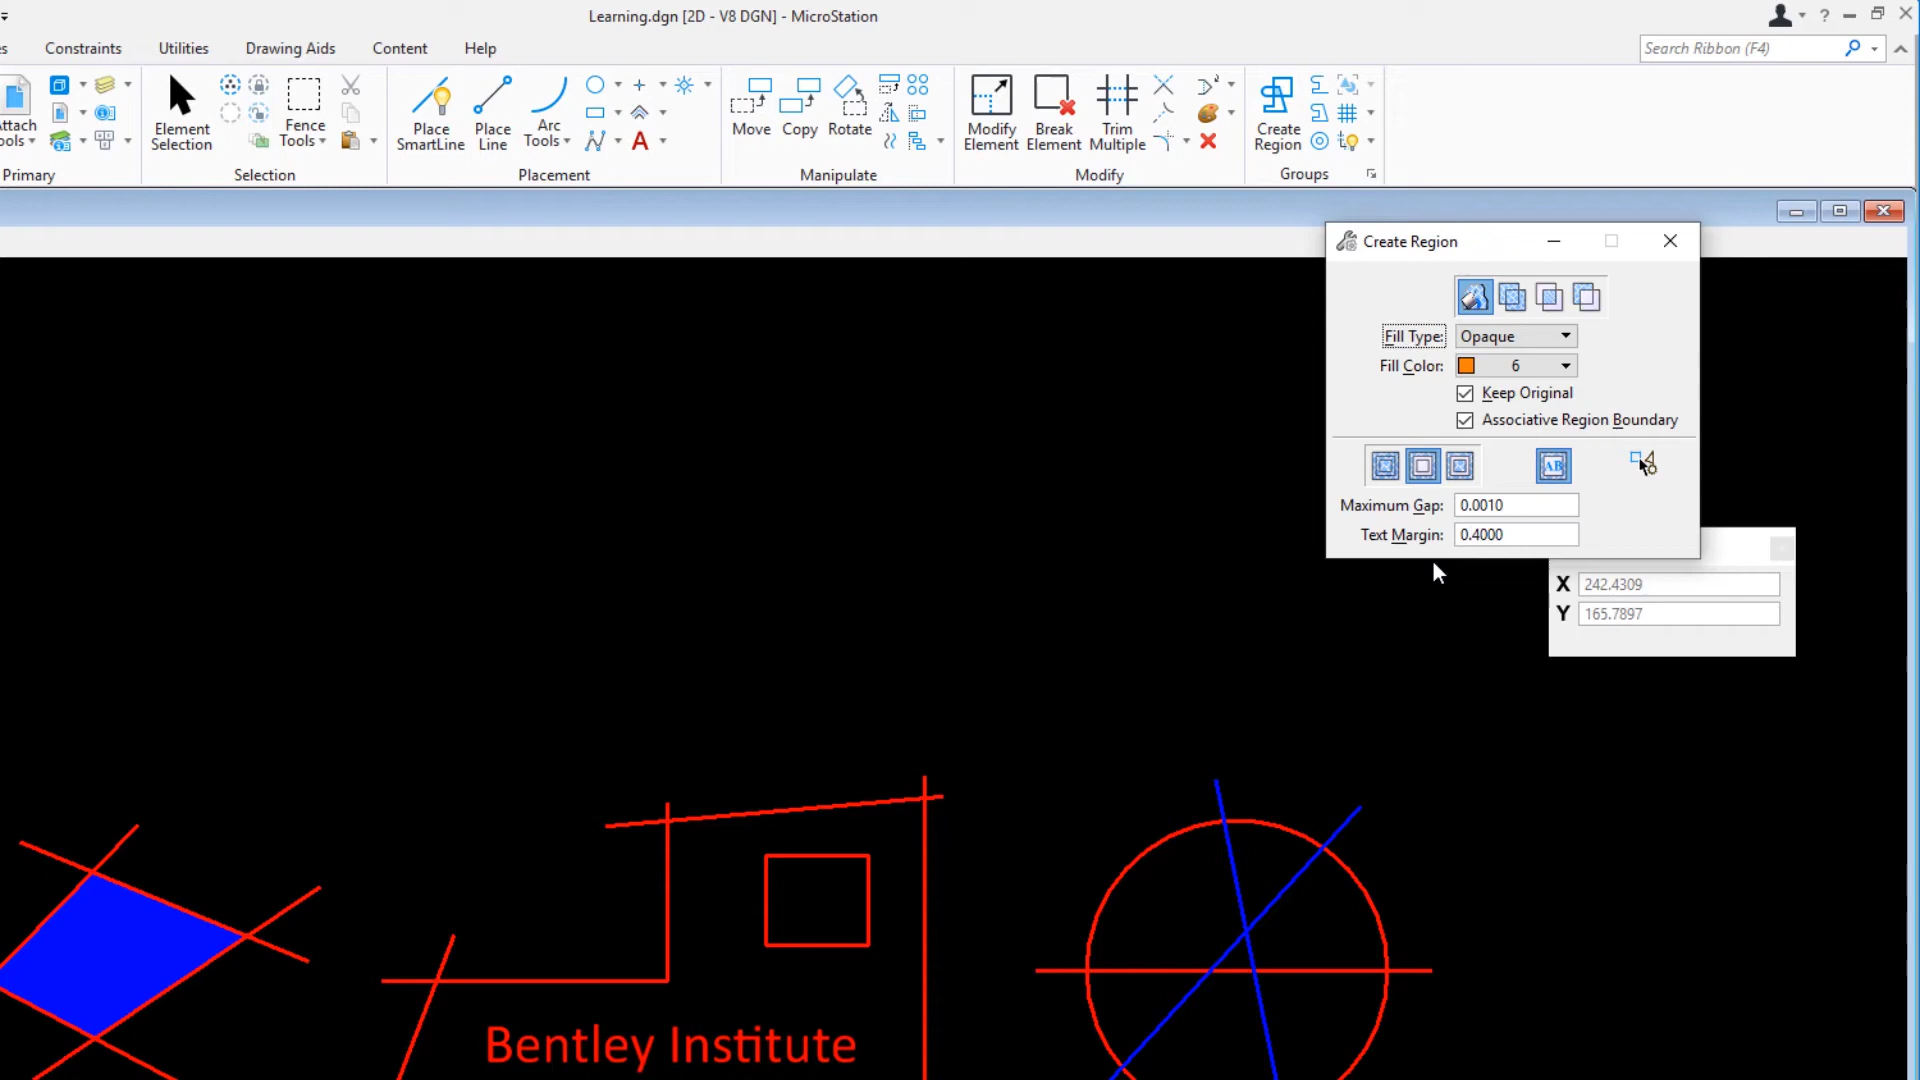 Learning.dgn [2D - V8 DGN] - MicroStation
Constraints
Utilities
Drawing Aids
Content
Help
Search Ribbon (F4)
Element
Selection
Fence
Tools
Place
SmartLine
Place
Line
Arc
Tools
Move
Copy
Rotate
Modify
Element
Break
Element
Trim
Multiple
Create
Region
Primary
Selection
Placement
Manipulate
Modify
Groups
Create Region
Fill Type:
Opaque
Fill Color:
6
Keep Original
Associative Region Boundary
AB
Maximum Gap:
0.0010
Text Margin:
0.4000
X
242.4309
Y
165.7897
Bentley Institute